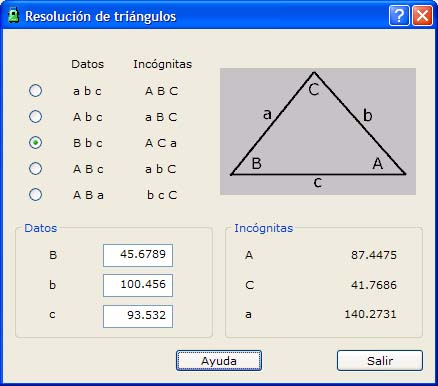 Resolución de triángulos
Datos Incógnitas
a b c A B C
A b c a B C
B b c A C a
A B c a b C
A B a b c C
C
a b
B A
c
Datos
B 45.6789
b 100.456
c 93.532
Incógnitas
A 87.4475
C 41.7686
a 140.2731
Ayuda Salir